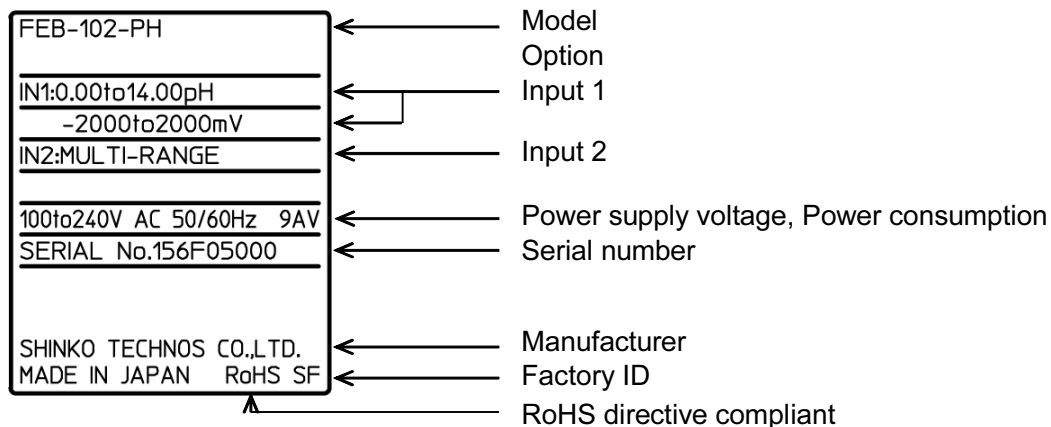 FEB-102-PH
Model
Option
IN1:0.00to14.00pH
Input 1
-2000to2000mV
IN2:MULTI-RANGE
Input 2
100to240V AC 50/60Hz 9AV
Power supply voltage, Power consumption
SERIAL No.156F05000
Serial number
SHINKO TECHNOS CO.,LTD.
Manufacturer
MADE IN JAPAN RoHS SF
Factory ID
RoHS directive compliant